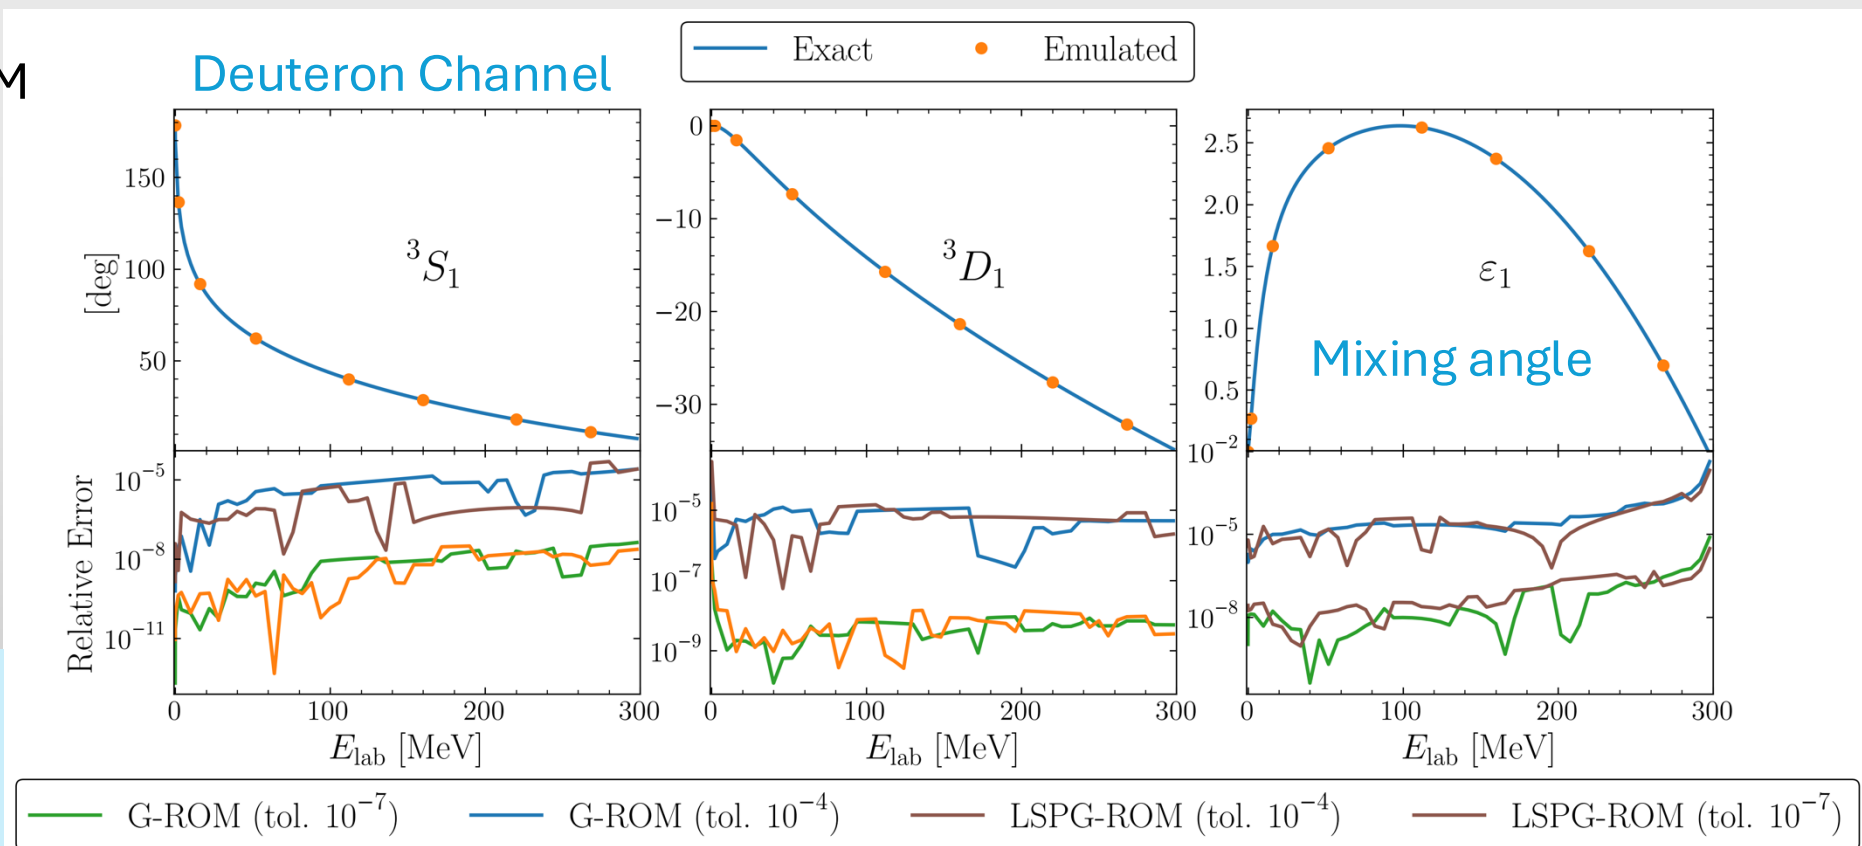 M
Deuteron Channel
Exact
Emulated
[deg]
150
100
50
³S₁
0
−10
−20
−30
³D₁
2.5
2.0
1.5
1.0
0.5
ε₁
Mixing angle
Relative Error
10⁻⁵
10⁻⁸
10⁻¹¹
10⁻⁵
10⁻⁷
10⁻⁹
10⁻²
10⁻⁵
10⁻⁸
0 100 200 300
0 100 200 300
0 100 200 300
E_lab [MeV]
E_lab [MeV]
E_lab [MeV]
G-ROM (tol. 10⁻⁷)
G-ROM (tol. 10⁻⁴)
LSPG-ROM (tol. 10⁻⁴)
LSPG-ROM (tol. 10⁻⁷)